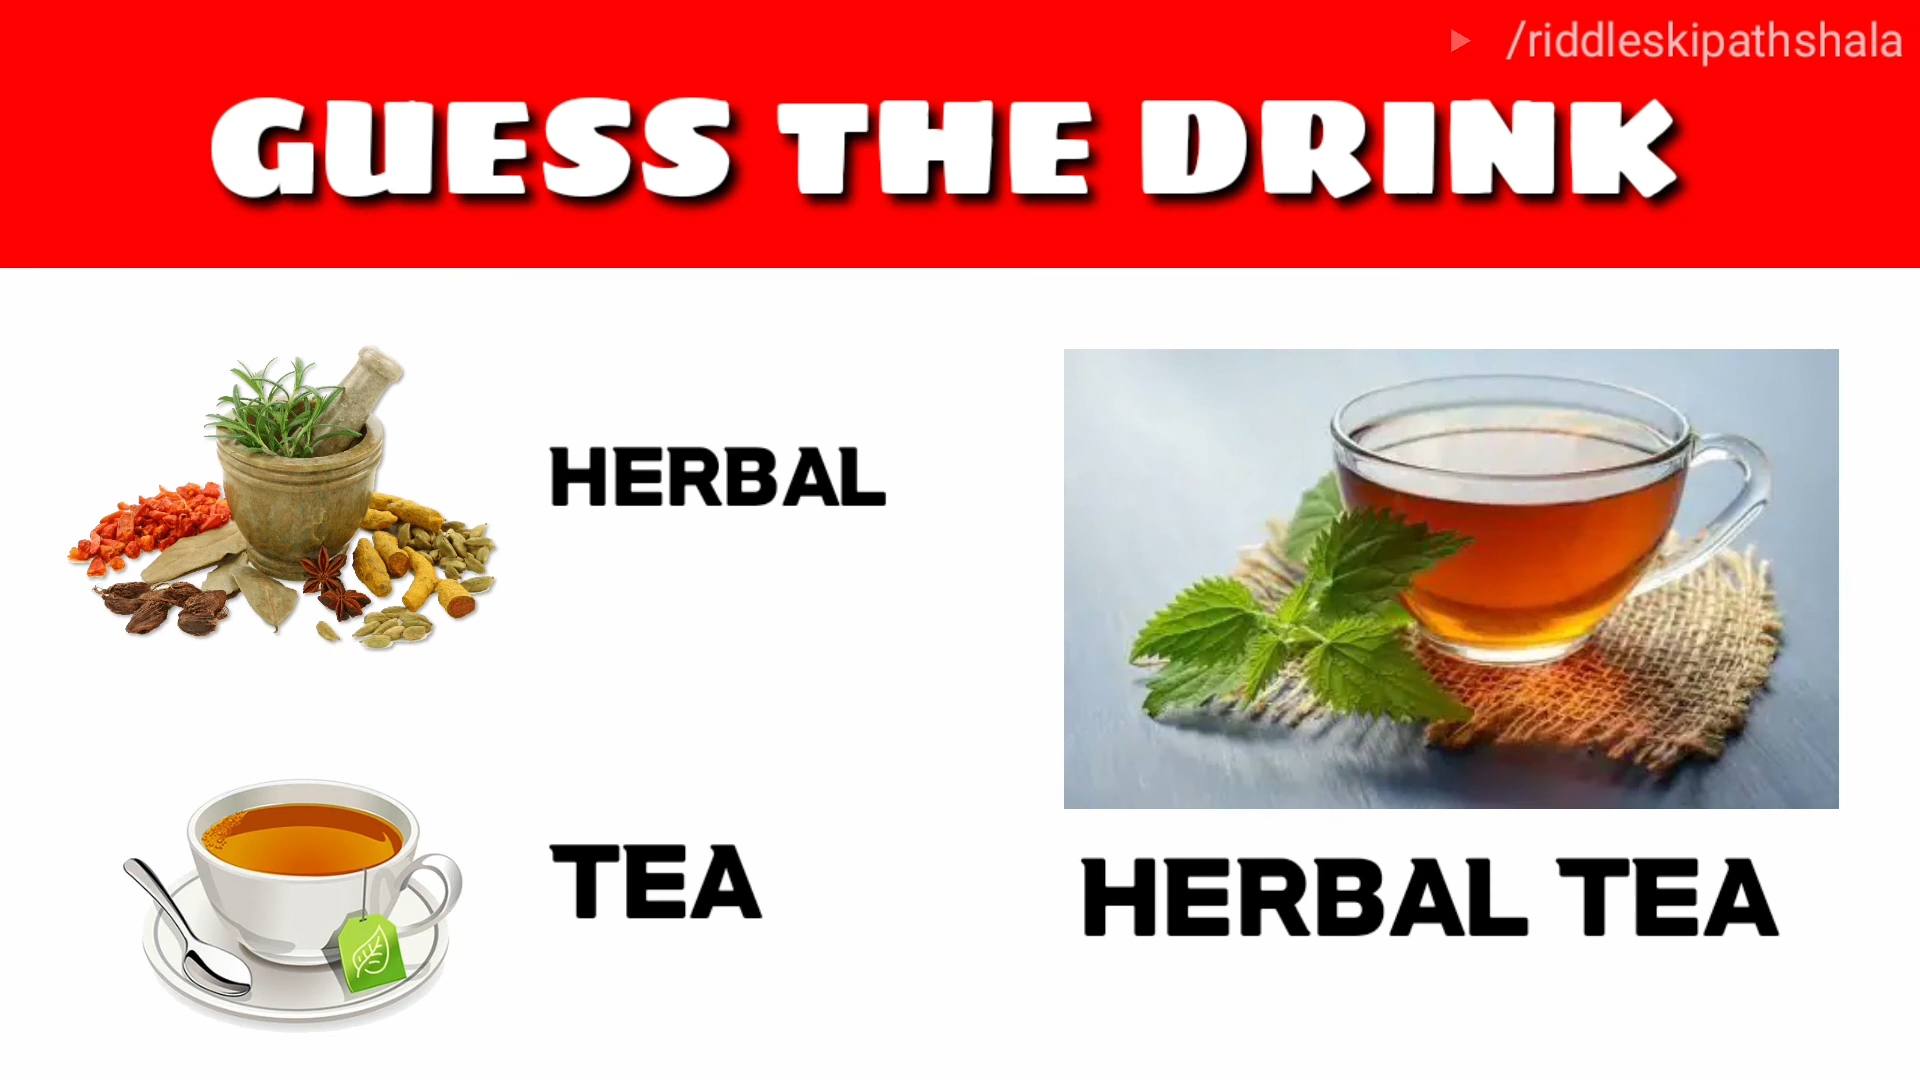 /riddleskipathshala
GUESS THE DRINK
HERBAL
TEA
HERBAL TEA